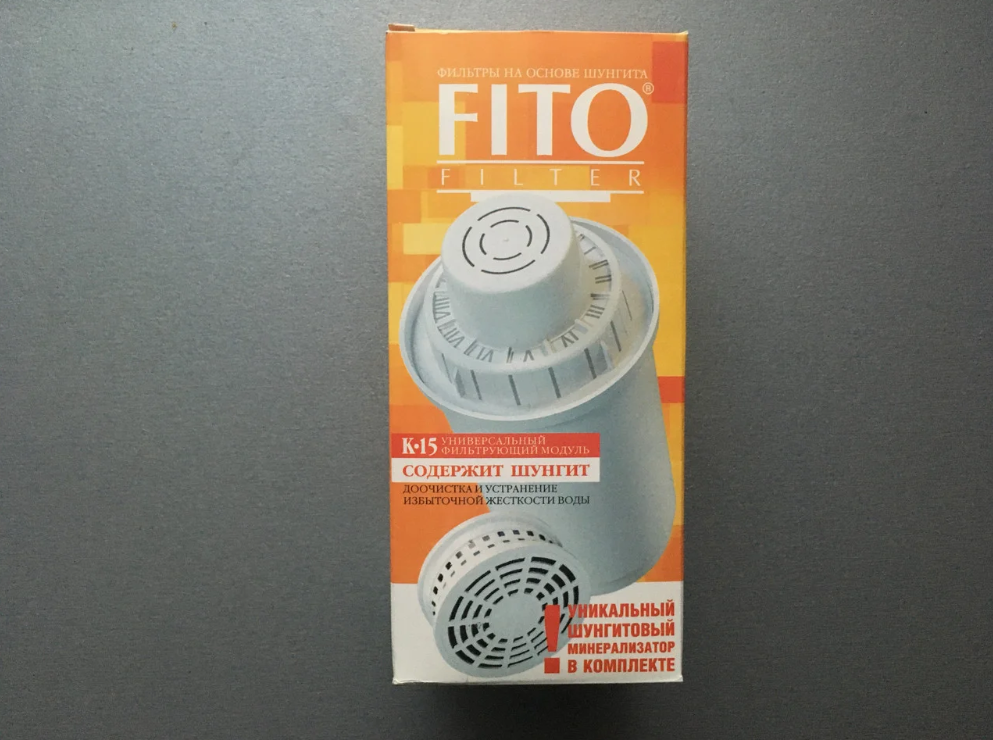 ФИЛЬТРЫ НА ОСНОВЕ ШУНГИТА
FITO®
FILTER
К·15 УНИВЕРСАЛЬНЫЙ
ФИЛЬТРУЮЩИЙ МОДУЛЬ
СОДЕРЖИТ ШУНГИТ
ДООЧИСТКА И УСТРАНЕНИЕ
ИЗБЫТОЧНОЙ ЖЕСТКОСТИ ВОДЫ
! УНИКАЛЬНЫЙ
ШУНГИТОВЫЙ
МИНЕРАЛИЗАТОР
В КОМПЛЕКТЕ